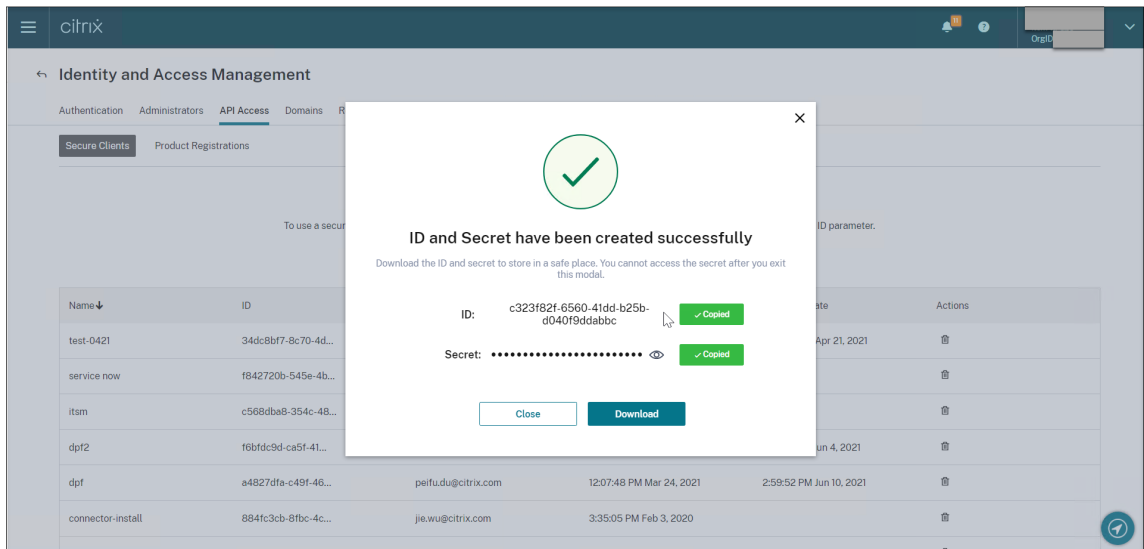 citrix
11
?
OrgID
Identity and Access Management
Authentication Administrators API Access Domains R
Secure Clients Product Registrations
To use a secur
ID parameter.
ID and Secret have been created successfully
Download the ID and secret to store in a safe place. You cannot access the secret after you exit
this modal.
ID:
c323f82f-6560-41dd-b25b-
d040f9ddabbc
Copied
Secret: ••••••••••••••••••••••••
Copied
Close Download
Name ID ate Actions
test-0421 34dc8bf7-8c70-4d... Apr 21, 2021
service now f842720b-545e-4b...
itsm c568dba8-354c-48...
dpf2 f6bfdc9d-ca5f-41... un 4, 2021
dpf a4827dfa-c49f-46... peifu.du@citrix.com 12:07:48 PM Mar 24, 2021 2:59:52 PM Jun 10, 2021
connector-install 884fc3cb-8fbc-4c... jie.wu@citrix.com 3:35:05 PM Feb 3, 2020